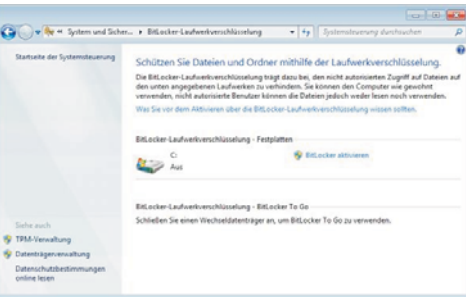 System und Sicher... ▸ BitLocker-Laufwerkverschlüsselung
Systemsteuerung durchsuchen
Startseite der Systemsteuerung
Schützen Sie Dateien und Ordner mithilfe der Laufwerkverschlüsselung.
Die BitLocker-Laufwerkverschlüsselung trägt dazu bei, den nicht autorisierten Zugriff auf Dateien auf
den unten angegebenen Laufwerken zu verhindern. Sie können den Computer wie gewohnt
verwenden, nicht autorisierte Benutzer können die Dateien jedoch weder lesen noch verwenden.
Was Sie vor dem Aktivieren über die BitLocker-Laufwerkverschlüsselung wissen sollten.
BitLocker-Laufwerkverschlüsselung - Festplatten
C:
Aus
BitLocker aktivieren
BitLocker-Laufwerkverschlüsselung - BitLocker To Go
Schließen Sie einen Wechseldatenträger an, um BitLocker To Go zu verwenden.
Siehe auch
TPM-Verwaltung
Datenträgerverwaltung
Datenschutzbestimmungen
online lesen